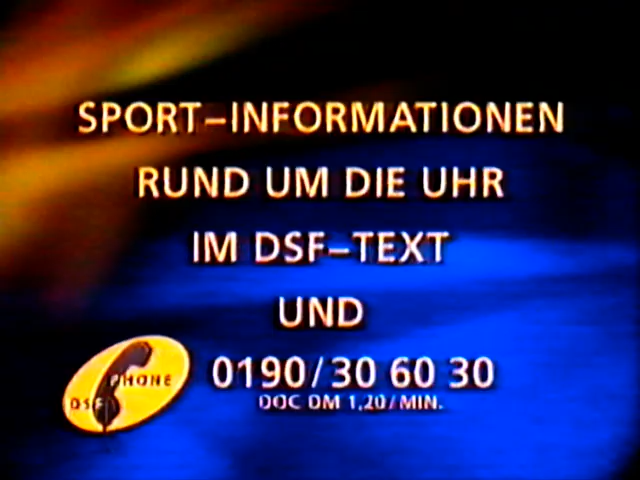 SPORT-INFORMATIONEN
RUND UM DIE UHR
IM DSF-TEXT
UND
PHONE
DSF
0190/30 60 30
DOC DM 1,20/MIN.